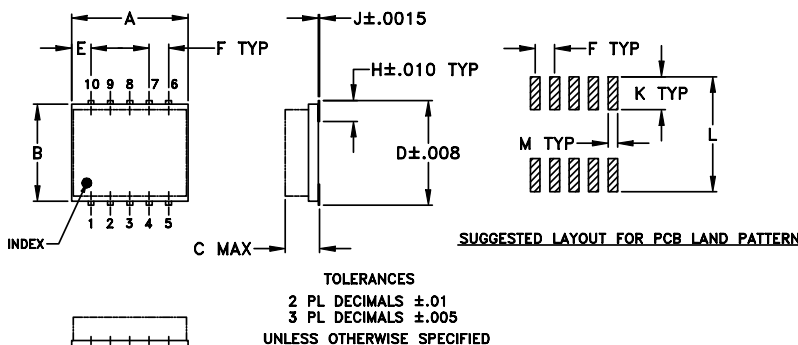 A
E
F TYP
10 9 8 7 6
B
1 2 3 4 5
INDEX
J±.0015
H±.010 TYP
D±.008
C MAX
F TYP
K TYP
M TYP
L
SUGGESTED LAYOUT FOR PCB LAND PATTERN
TOLERANCES
2 PL DECIMALS ±.01
3 PL DECIMALS ±.005
UNLESS OTHERWISE SPECIFIED